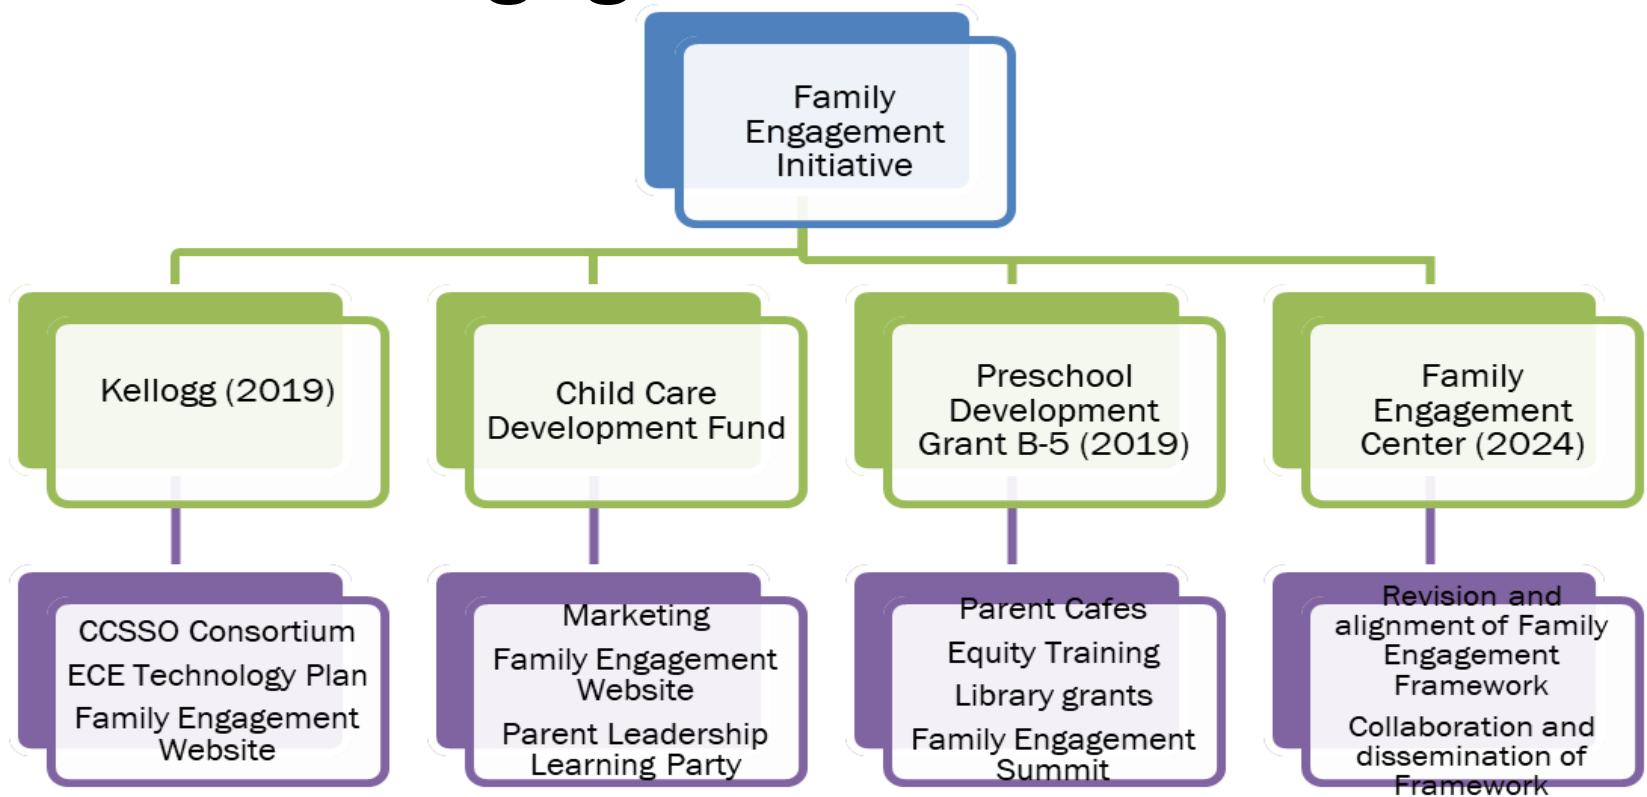 Family
Engagement
Initiative
Kellogg (2019)
Child Care
Development Fund
Preschool
Development
Grant B-5 (2019)
Family
Engagement
Center (2024)
CCSSO Consortium
ECE Technology Plan
Family Engagement
Website
Marketing
Family Engagement
Website
Parent Leadership
Learning Party
Parent Cafes
Equity Training
Library grants
Family Engagement
Summit
Revision and
alignment of Family
Engagement
Framework
Collaboration and
dissemination of
Framework